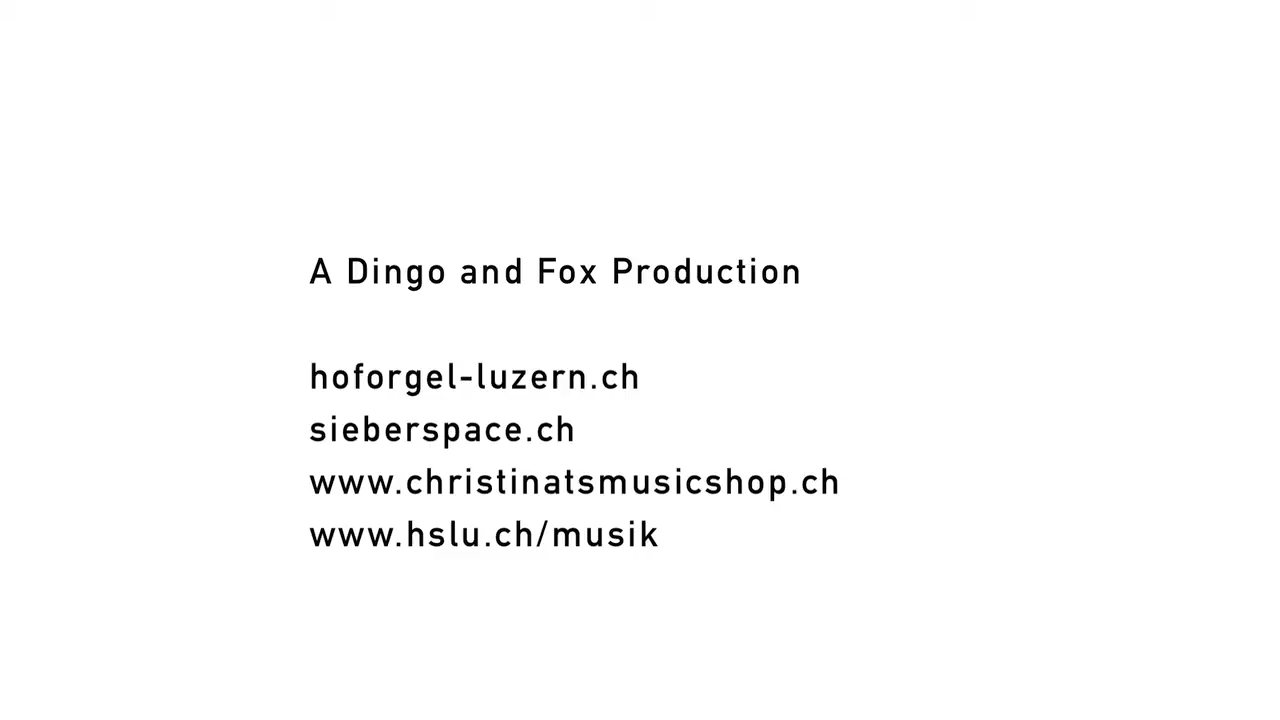 A Dingo and Fox Production
hoforgel-luzern.ch
sieberspace.ch
www.christinatsmusicshop.ch
www.hslu.ch/musik